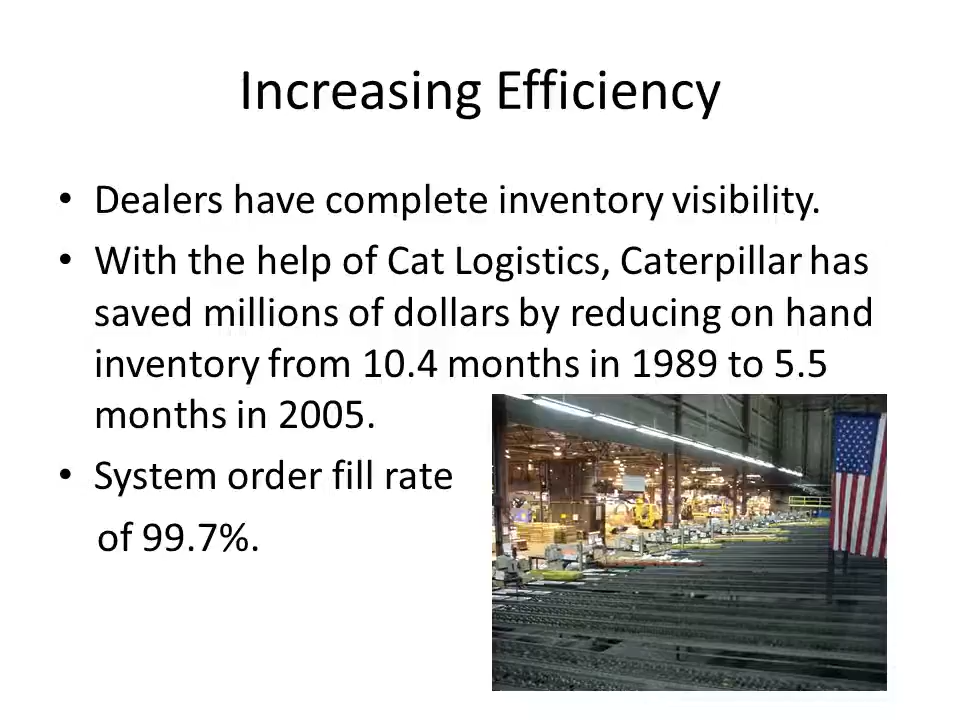 Increasing Efficiency
• Dealers have complete inventory visibility.
• With the help of Cat Logistics, Caterpillar has
saved millions of dollars by reducing on hand
inventory from 10.4 months in 1989 to 5.5
months in 2005.
• System order fill rate
of 99.7%.